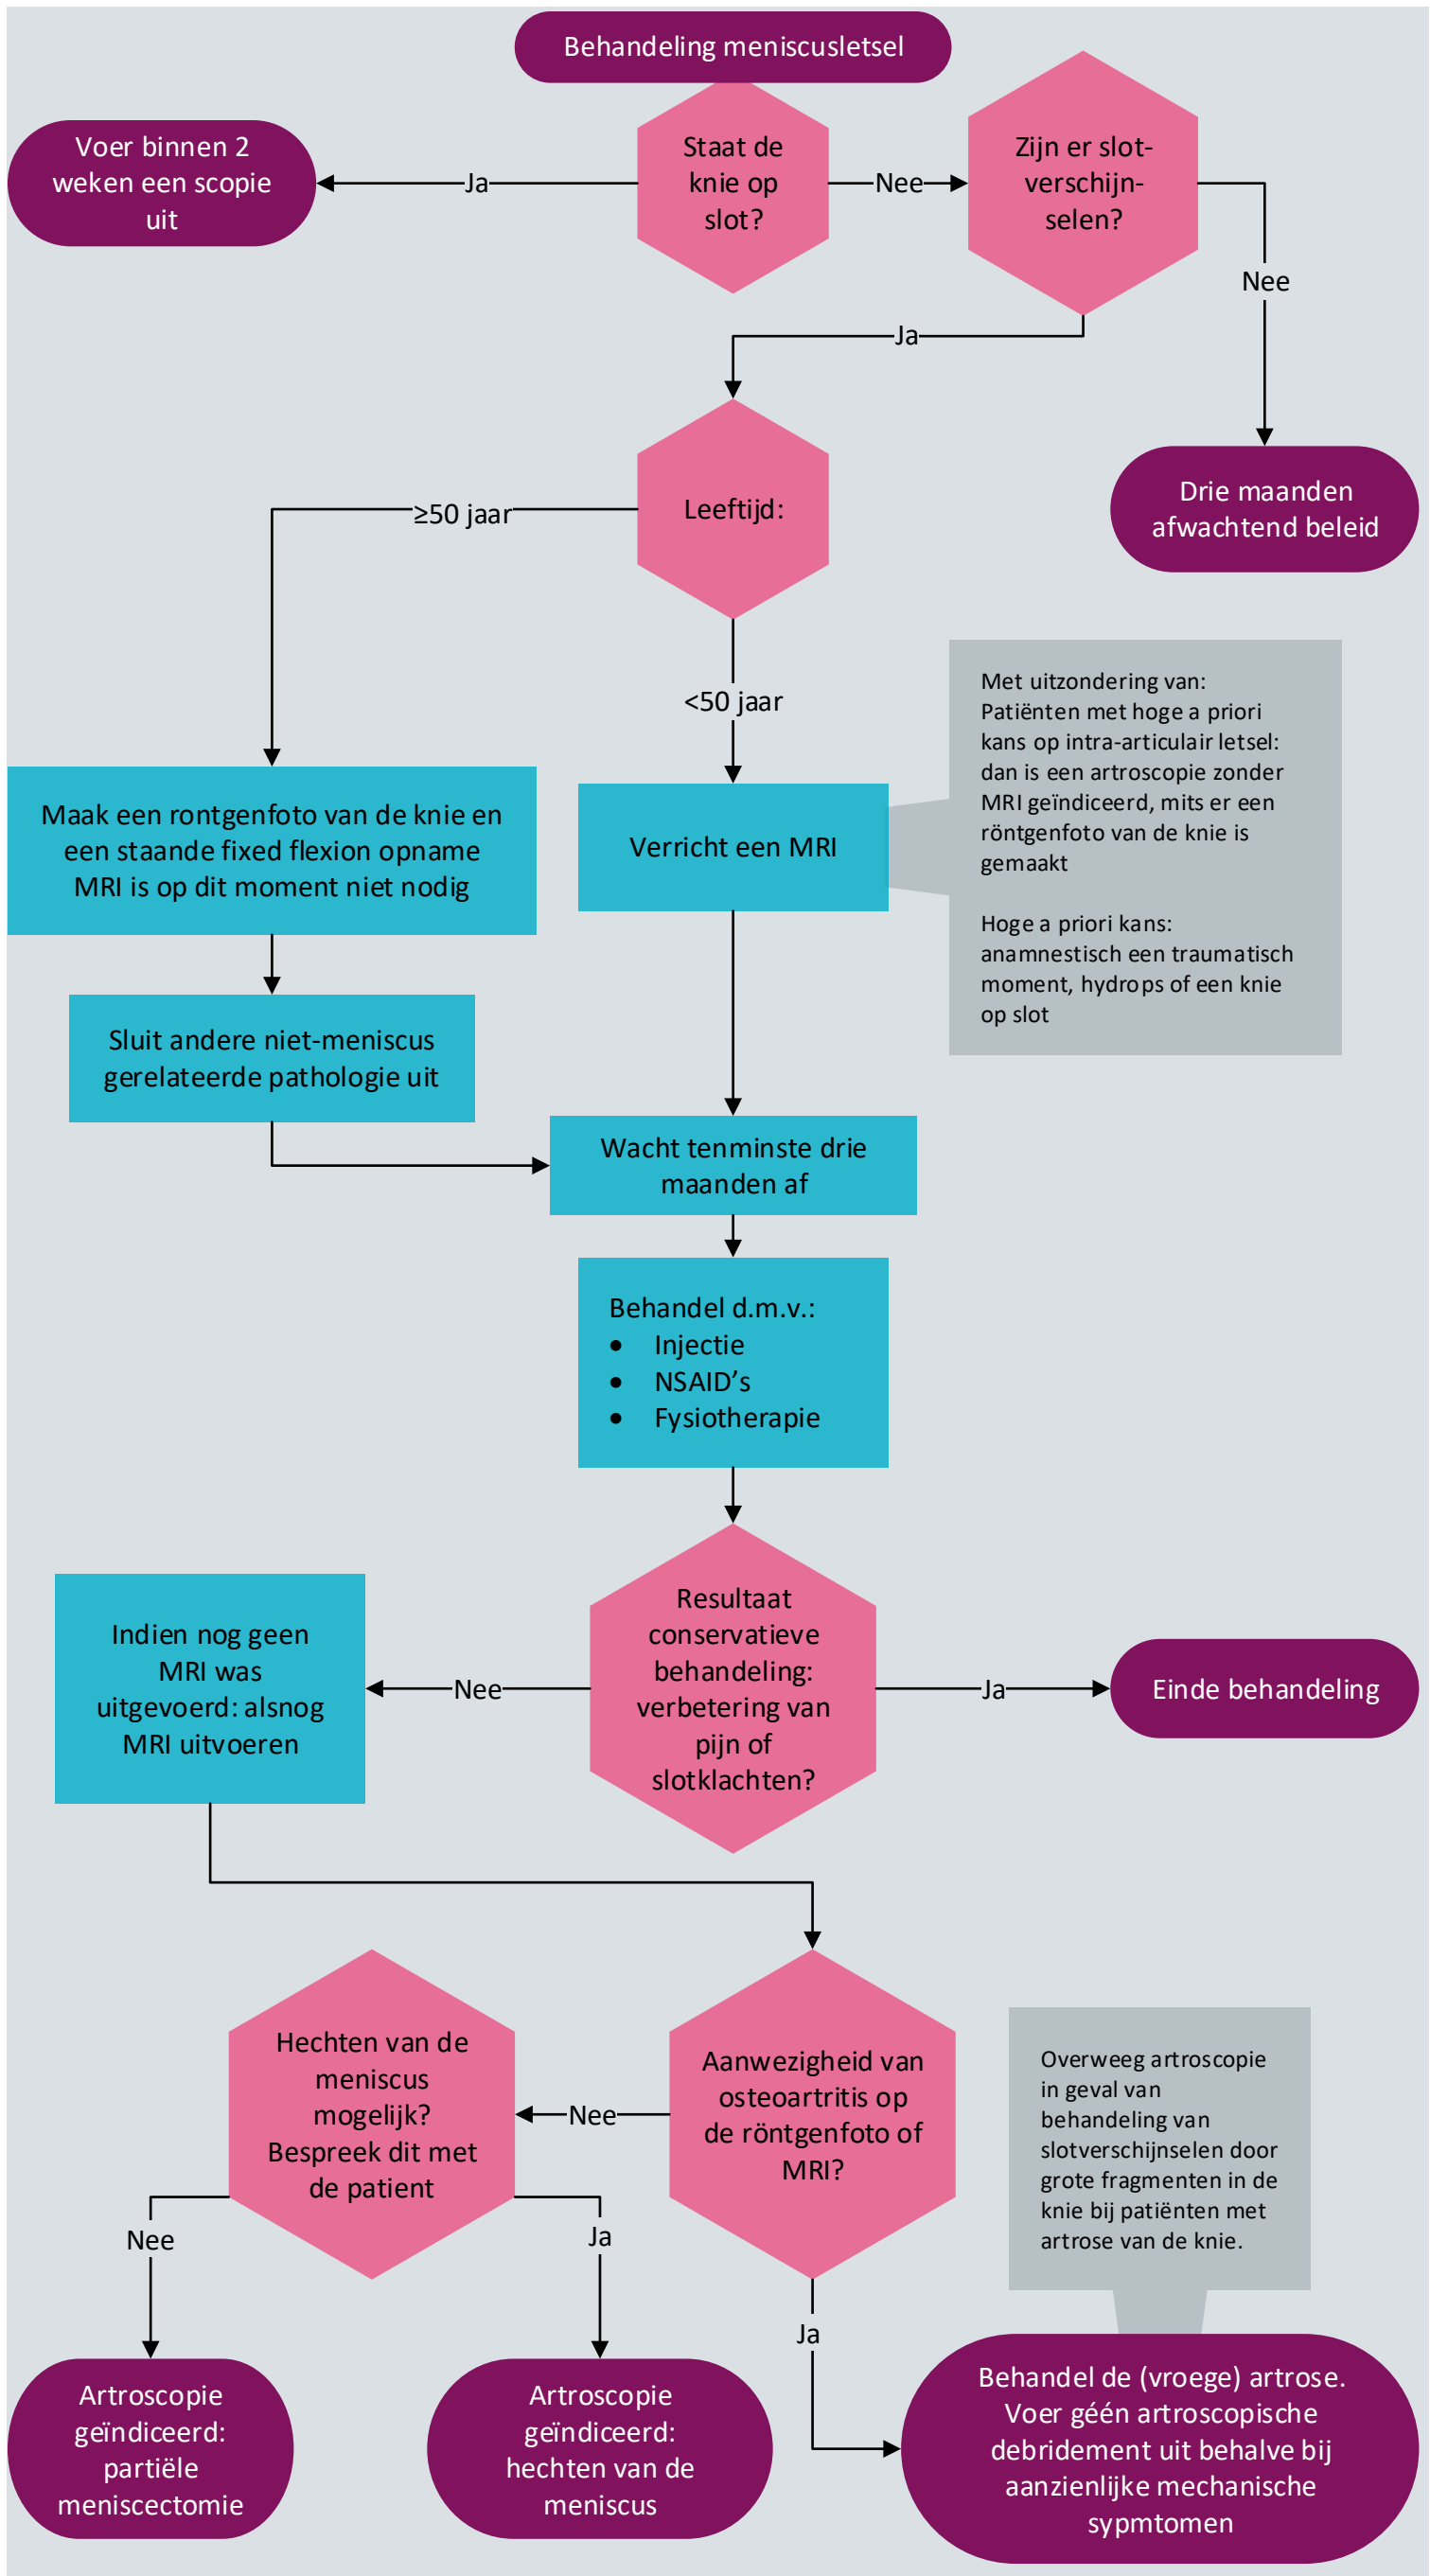 Behandeling meniscusletsel
Voer binnen 2
weken een scopie
uit
Ja
Staat de
knie op
slot?
Nee
Zijn er slot-
verschijn-
selen?
Nee
Ja
Drie maanden
afwachtend beleid
Leeftijd:
≥50 jaar
<50 jaar
Met uitzondering van:
Patiënten met hoge a priori
kans op intra-articulair letsel:
dan is een artroscopie zonder
MRI geïndiceerd, mits er een
röntgenfoto van de knie is
gemaakt
Hoge a priori kans:
anamnestisch een traumatisch
moment, hydrops of een knie
op slot
Maak een rontgenfoto van de knie en
een staande fixed flexion opname
MRI is op dit moment niet nodig
Verricht een MRI
Sluit andere niet-meniscus
gerelateerde pathologie uit
Wacht tenminste drie
maanden af
Behandel d.m.v.:
• Injectie
• NSAID’s
• Fysiotherapie
Resultaat
conservatieve
behandeling:
verbetering van
pijn of
slotklachten?
Nee
Ja
Einde behandeling
Indien nog geen
MRI was
uitgevoerd: alsnog
MRI uitvoeren
Aanwezigheid van
osteoartritis op
de röntgenfoto of
MRI?
Nee
Hechten van de
meniscus
mogelijk?
Bespreek dit met
de patient
Overweeg artroscopie
in geval van
behandeling van
slotverschijnselen door
grote fragmenten in de
knie bij patiënten met
artrose van de knie.
Nee
Ja
Ja
Artroscopie
geïndiceerd:
partiële
meniscectomie
Artroscopie
geïndiceerd:
hechten van de
meniscus
Behandel de (vroege) artrose.
Voer géén artroscopische
debridement uit behalve bij
aanzienlijke mechanische
sypmtomen